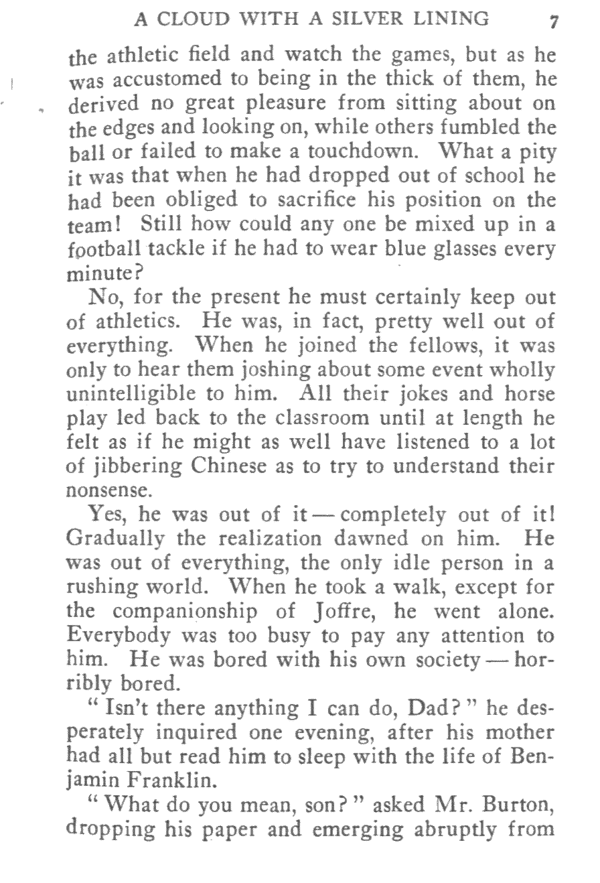 A CLOUD WITH A SILVER LINING 7
the athletic field and watch the games, but as he
was accustomed to being in the thick of them, he
derived no great pleasure from sitting about on
the edges and looking on, while others fumbled the
ball or failed to make a touchdown. What a pity
it was that when he had dropped out of school he
had been obliged to sacrifice his position on the
team! Still how could any one be mixed up in a
football tackle if he had to wear blue glasses every
minute?
No, for the present he must certainly keep out
of athletics. He was, in fact, pretty well out of
everything. When he joined the fellows, it was
only to hear them joshing about some event wholly
unintelligible to him. All their jokes and horse
play led back to the classroom until at length he
felt as if he might as well have listened to a lot
of jibbering Chinese as to try to understand their
nonsense.
Yes, he was out of it — completely out of it!
Gradually the realization dawned on him. He
was out of everything, the only idle person in a
rushing world. When he took a walk, except for
the companionship of Joffre, he went alone.
Everybody was too busy to pay any attention to
him. He was bored with his own society — hor-
ribly bored.
“ Isn't there anything I can do, Dad? ” he des-
perately inquired one evening, after his mother
had all but read him to sleep with the life of Ben-
jamin Franklin.
“ What do you mean, son? ” asked Mr. Burton,
dropping his paper and emerging abruptly from